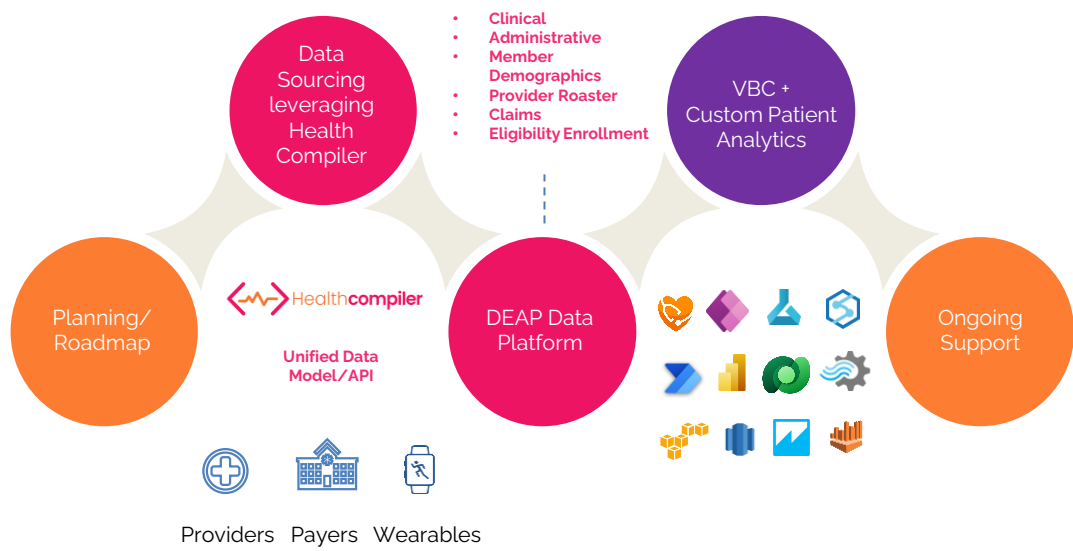 Data
Sourcing
leveraging
Health
Compiler
• Clinical
• Administrative
• Member
Demographics
• Provider Roaster
• Claims
• Eligibility Enrollment
VBC +
Custom Patient
Analytics
Planning/
Roadmap
Healthcompiler
Unified Data
Model/API
DEAP Data
Platform
Ongoing
Support
Providers Payers Wearables